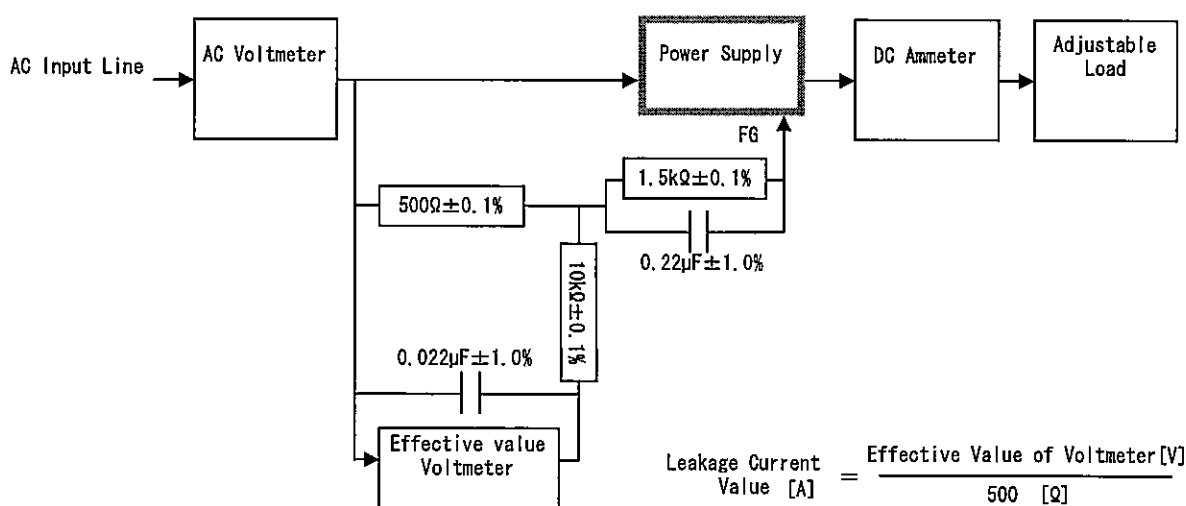 AC Input Line
AC Voltmeter
Power Supply
DC Ammeter
Adjustable
Load
FG
500Ω±0.1%
1.5kΩ±0.1%
0.22μF±1.0%
10kΩ±0.1%
0.022μF±1.0%
Effective value
Voltmeter
Leakage Current
Value [A]
=
Effective Value of Voltmeter[V]
500 [Ω]